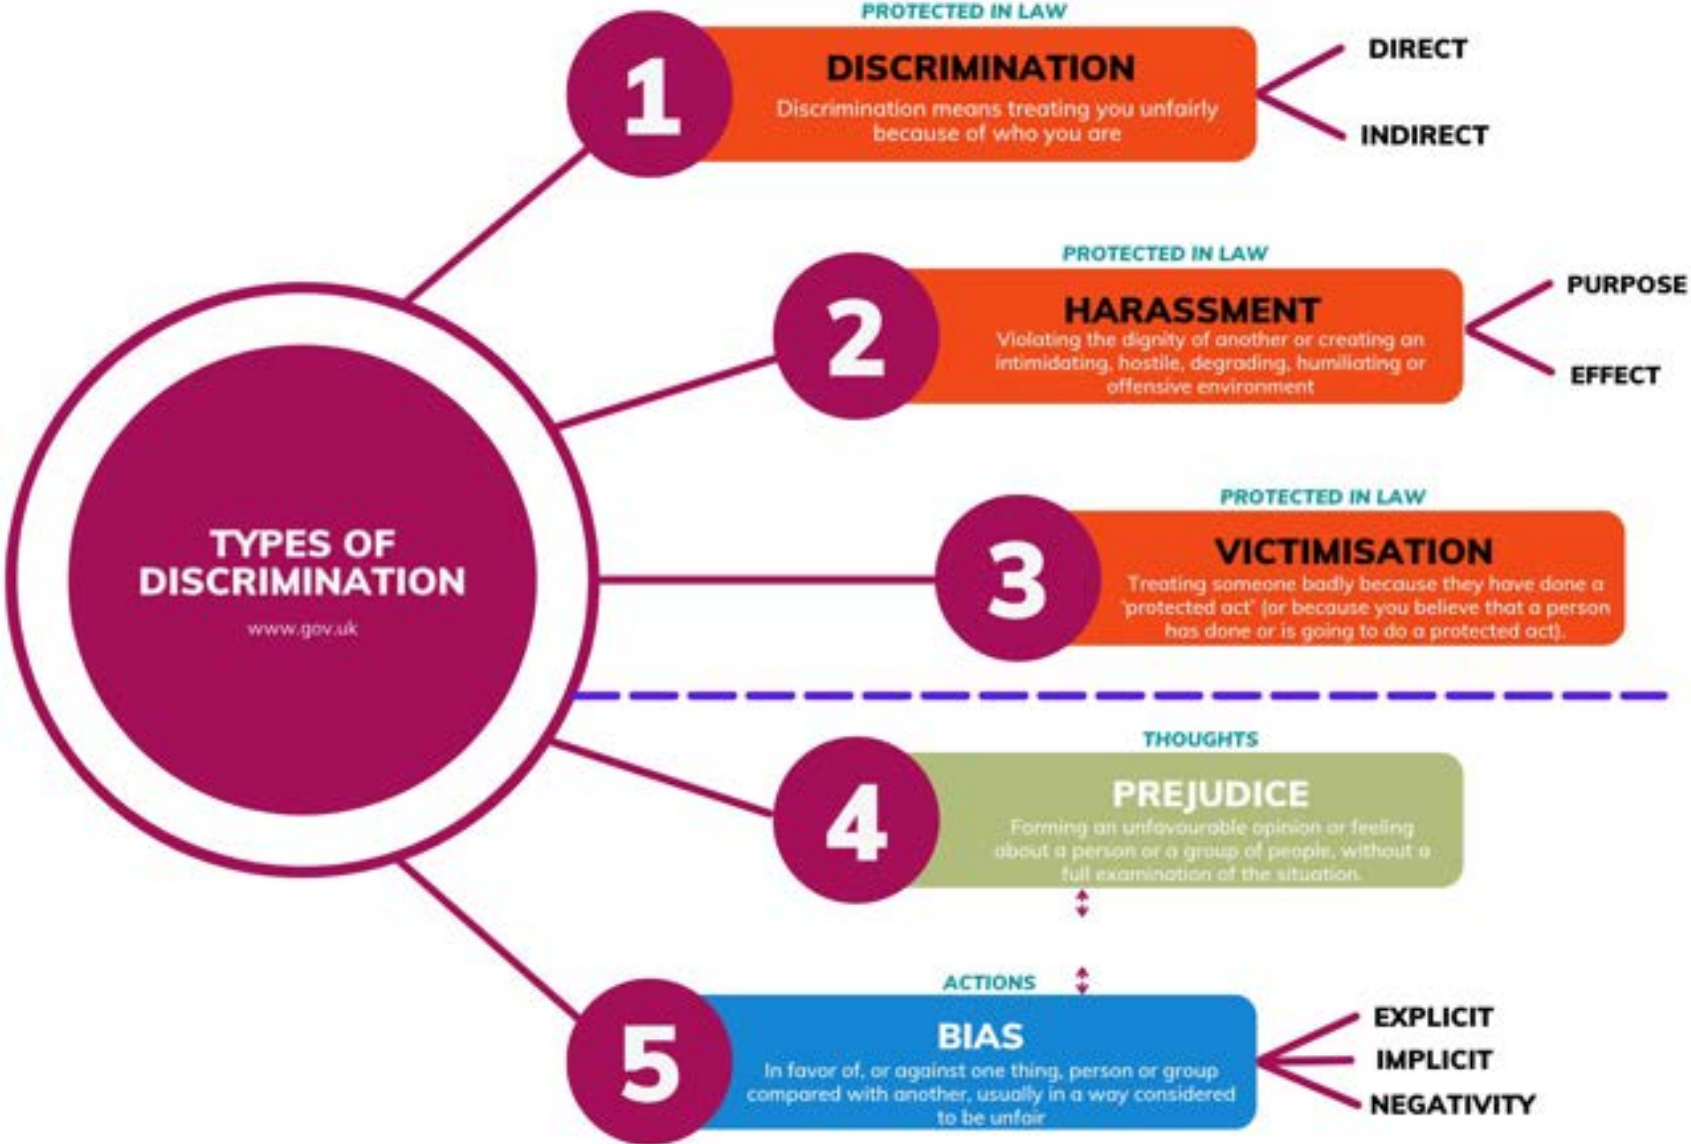 TYPES OF
DISCRIMINATION
www.gov.uk
1
PROTECTED IN LAW
DISCRIMINATION
Discrimination means treating you unfairly
because of who you are
DIRECT
INDIRECT
2
PROTECTED IN LAW
HARASSMENT
Violating the dignity of another or creating an
intimidating, hostile, degrading, humiliating or
offensive environment
PURPOSE
EFFECT
3
PROTECTED IN LAW
VICTIMISATION
Treating someone badly because they have done a
'protected act' (or because you believe that a person
has done or is going to do a protected act).
4
THOUGHTS
PREJUDICE
Forming an unfavourable opinion or feeling
about a person or a group of people, without a
full examination of the situation.
5
ACTIONS
BIAS
In favor of, or against one thing, person or group
compared with another, usually in a way considered
to be unfair
EXPLICIT
IMPLICIT
NEGATIVITY